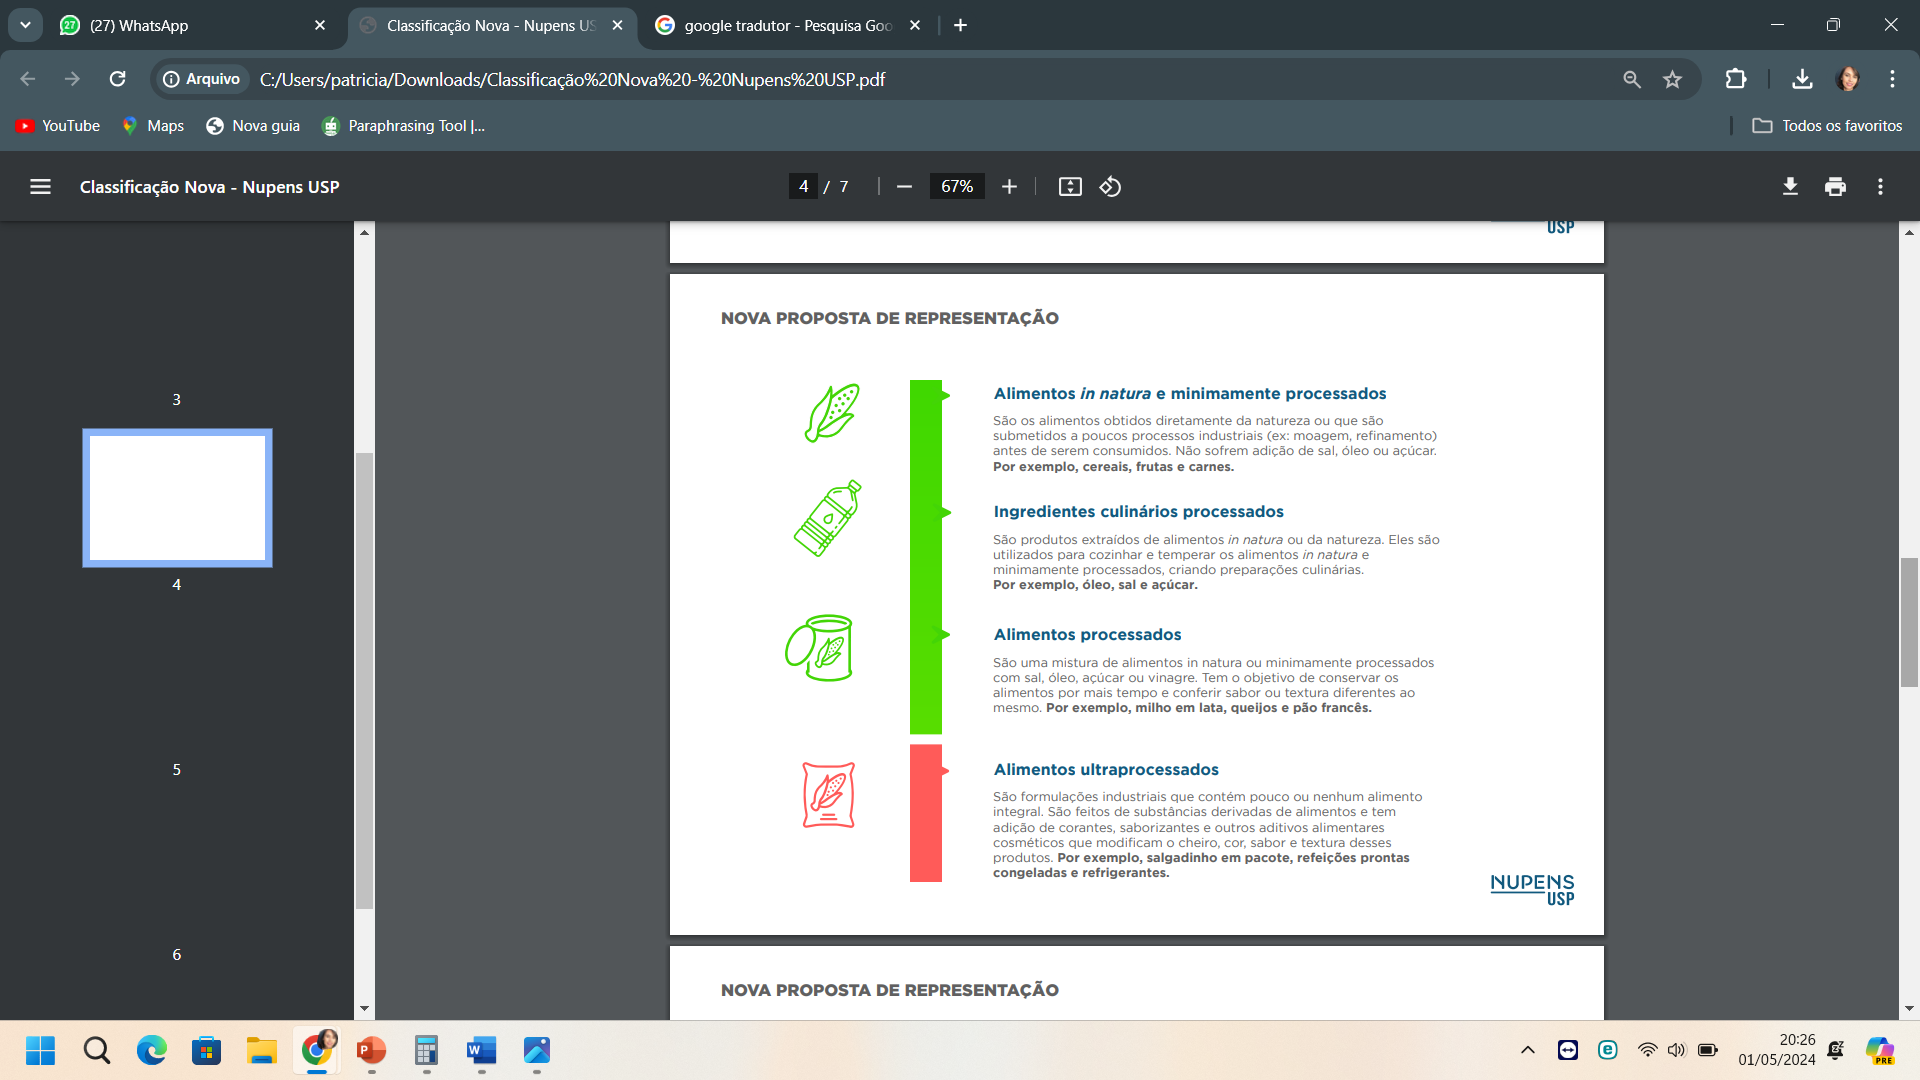 27
(27) WhatsApp
Classificação Nova - Nupens US
google tradutor - Pesquisa Goo
Arquivo
C:/Users/patricia/Downloads/Classificação%20Nova%20-%20Nupens%20USP.pdf
YouTube
Maps
Nova guia
Paraphrasing Tool |...
Todos os favoritos
Classificação Nova - Nupens USP
4 / 7
67%
USP
NOVA PROPOSTA DE REPRESENTAÇÃO
Alimentos in natura e minimamente processados
São os alimentos obtidos diretamente da natureza ou que são
submetidos a poucos processos industriais (ex: moagem, refinamento)
antes de serem consumidos. Não sofrem adição de sal, óleo ou açúcar.
Por exemplo, cereais, frutas e carnes.
Ingredientes culinários processados
São produtos extraídos de alimentos in natura ou da natureza. Eles são
utilizados para cozinhar e temperar os alimentos in natura e
minimamente processados, criando preparações culinárias.
Por exemplo, óleo, sal e açúcar.
Alimentos processados
São uma mistura de alimentos in natura ou minimamente processados
com sal, óleo, açúcar ou vinagre. Tem o objetivo de conservar os
alimentos por mais tempo e conferir sabor ou textura diferentes ao
mesmo. Por exemplo, milho em lata, queijos e pão francês.
Alimentos ultraprocessados
São formulações industriais que contém pouco ou nenhum alimento
integral. São feitos de substâncias derivadas de alimentos e tem
adição de corantes, saborizantes e outros aditivos alimentares
cosméticos que modificam o cheiro, cor, sabor e textura desses
produtos. Por exemplo, salgadinho em pacote, refeições prontas
congeladas e refrigerantes.
NUPENS
USP
NOVA PROPOSTA DE REPRESENTAÇÃO
3
4
5
6
20:26
01/05/2024
PRE